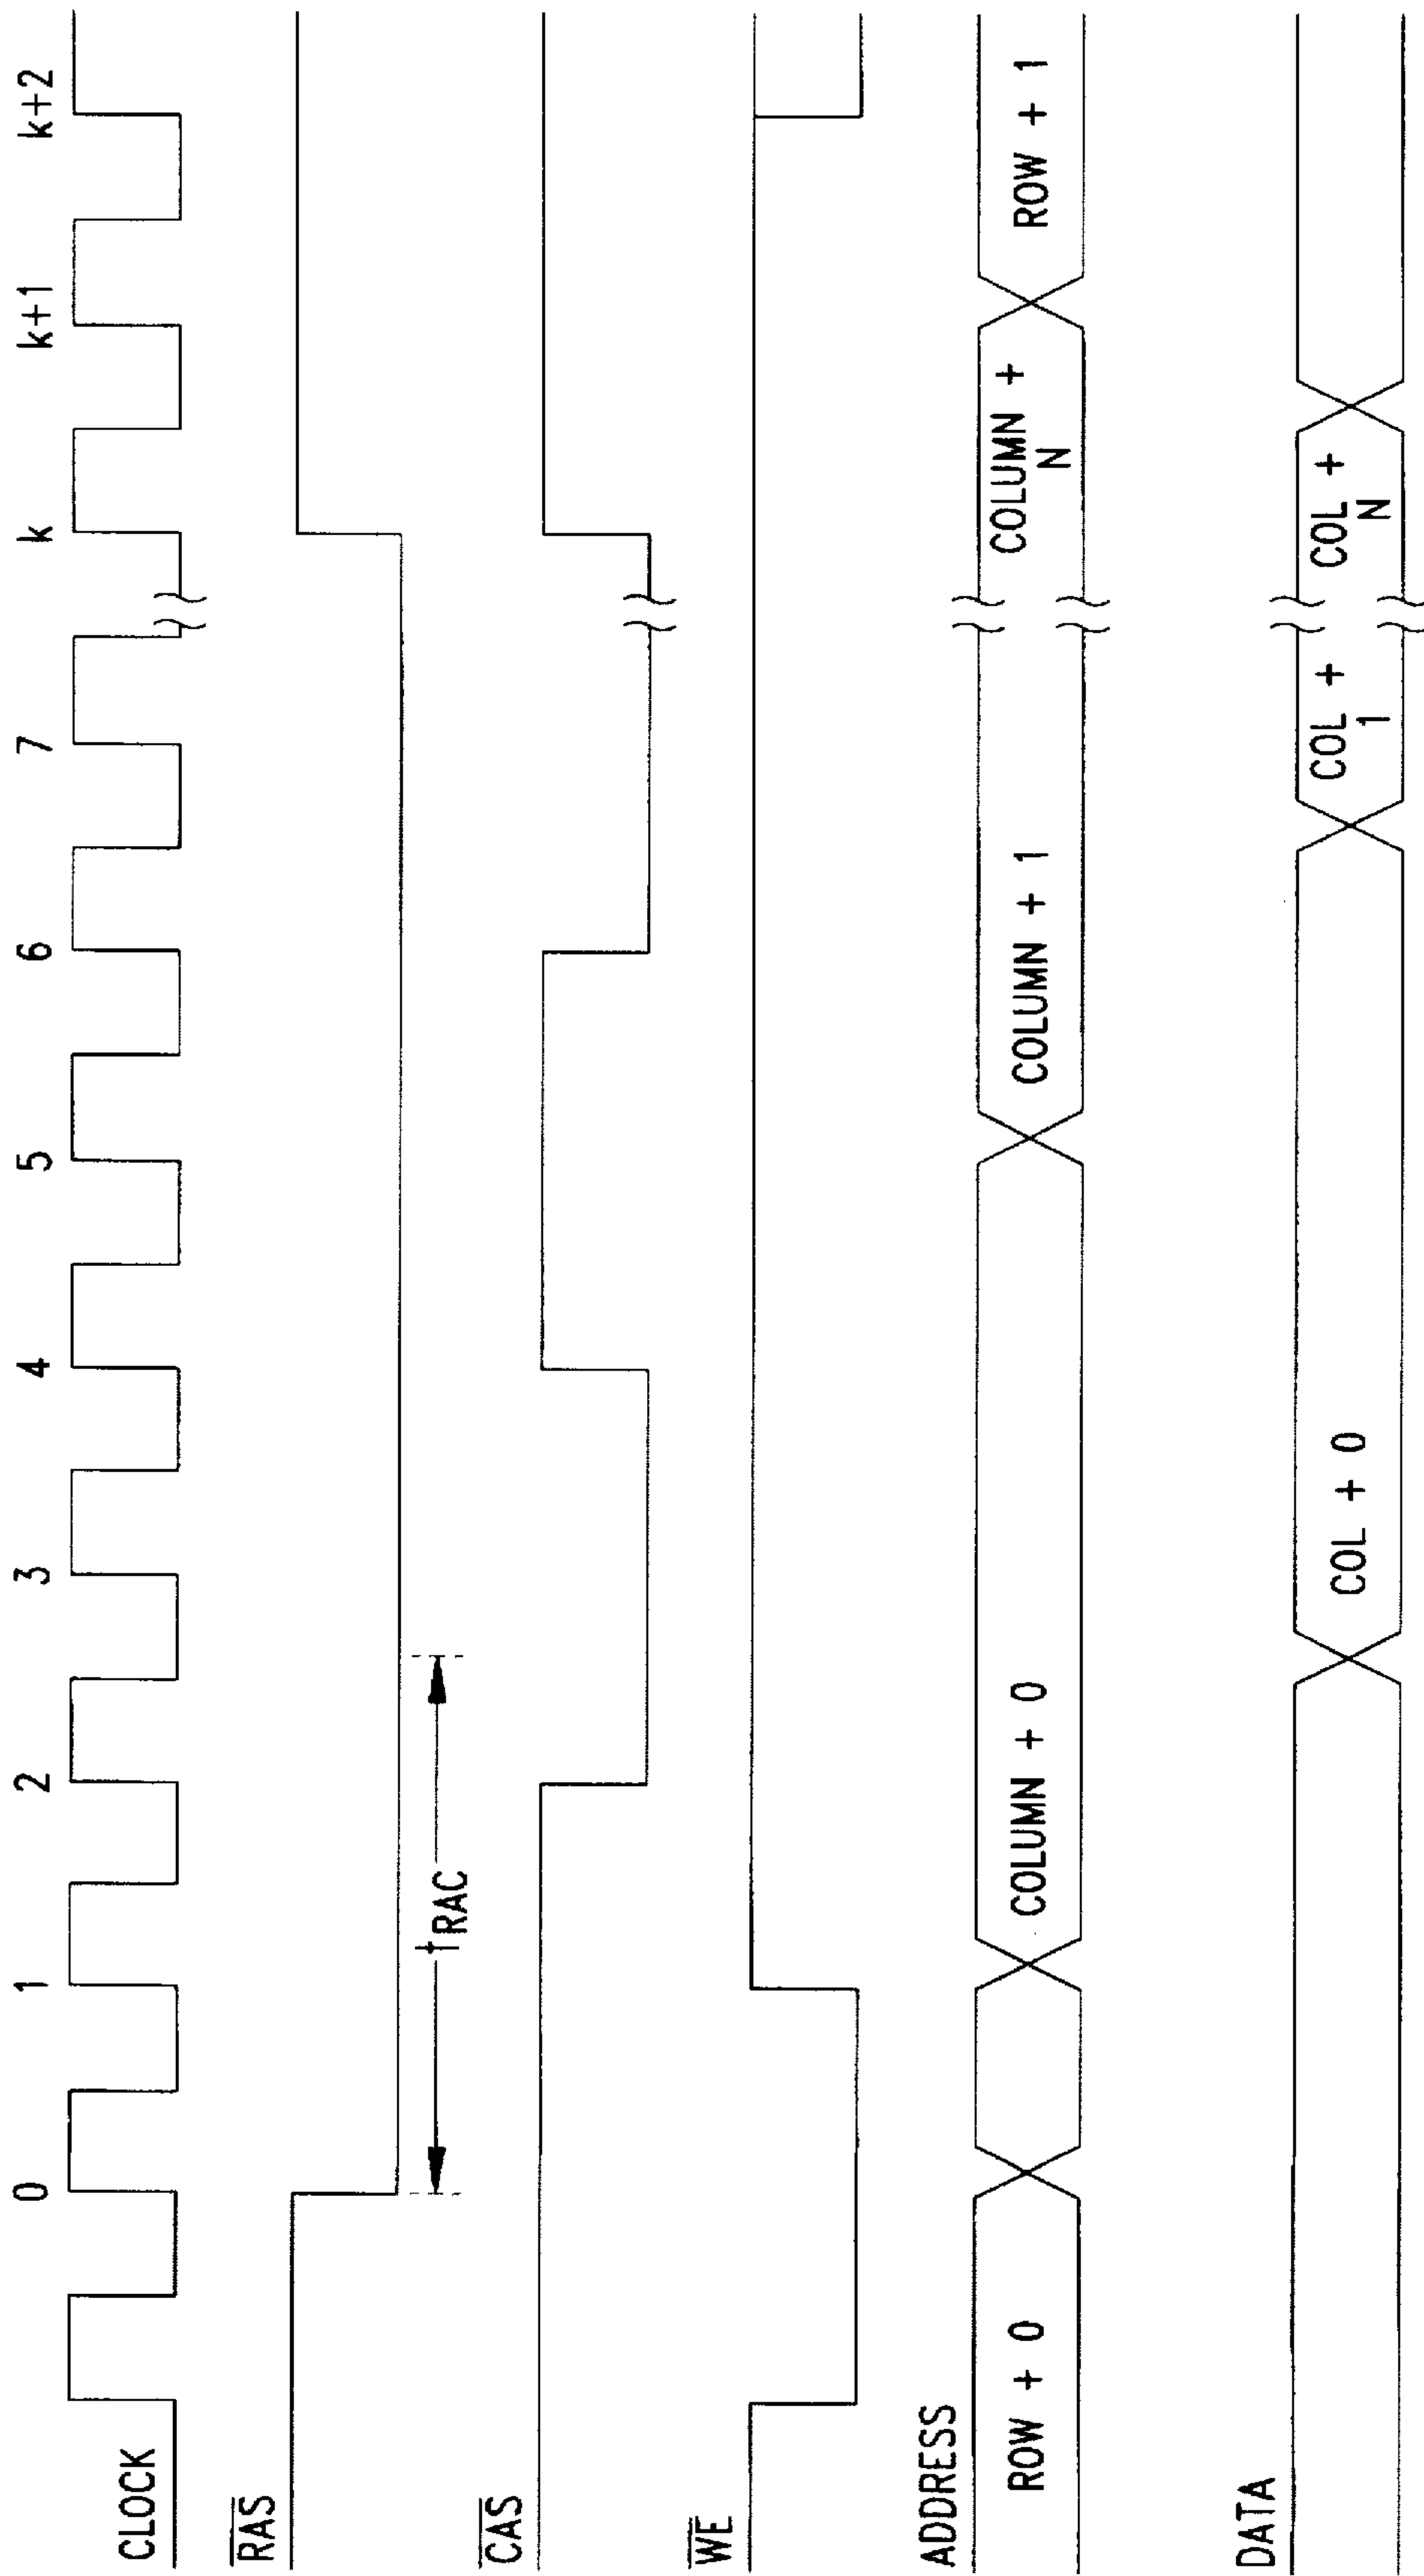 0 1 2 3 4 5 6 7 k k+1 k+2
CLOCK
RAS
tRAC
CAS
WE
ADDRESS
ROW + 0
COLUMN + 0
COLUMN + 1
COLUMN +
N
ROW + 1
DATA
COL + 0
COL +
1
COL +
N